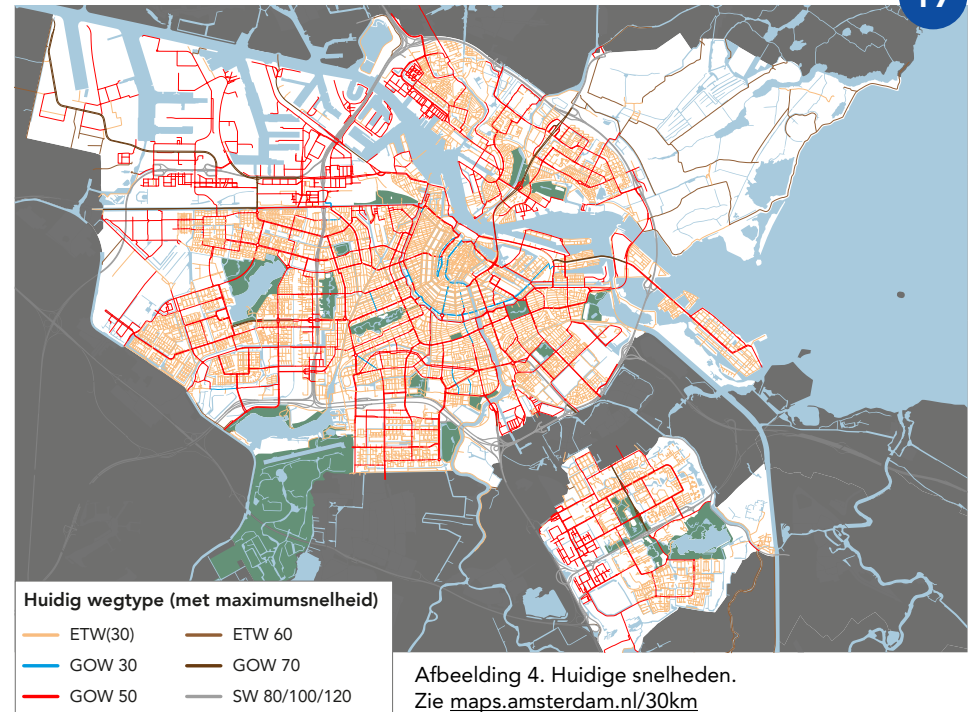 17
Huidig wegtype (met maximumsnelheid)
ETW(30)
ETW 60
GOW 30
GOW 70
GOW 50
SW 80/100/120
Afbeelding 4. Huidige snelheden.
Zie maps.amsterdam.nl/30km